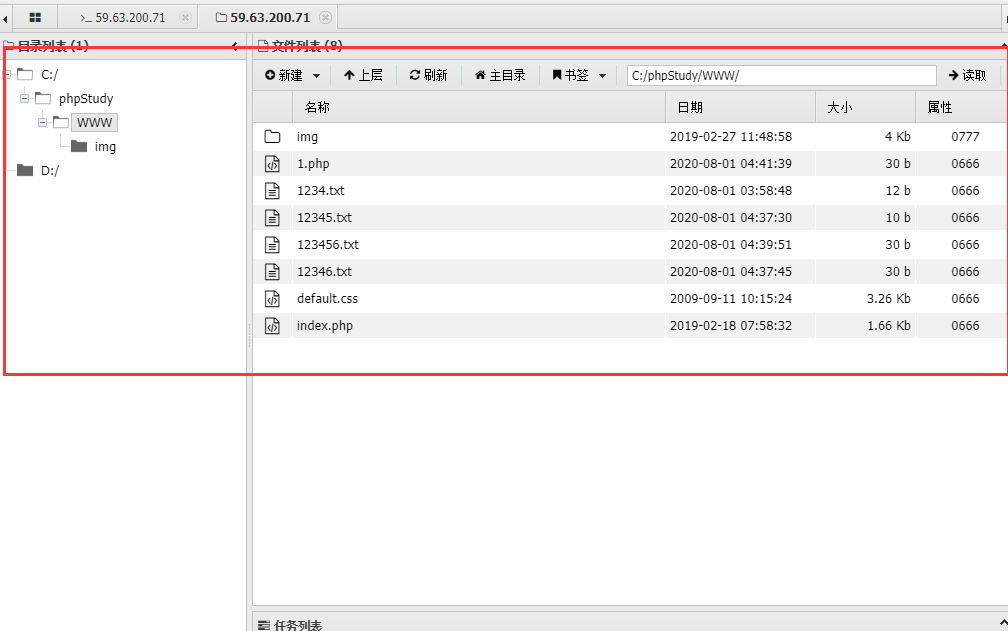 >_ 59.63.200.71 59.63.200.71
目录列表 (1) 文件列表 (8)
新建 上层 刷新 主目录 书签 C:/phpStudy/WWW/ 读取
C:/
phpStudy
WWW
img
D:/
名称 日期 大小 属性
img 2019-02-27 11:48:58 4 Kb 0777
1.php 2020-08-01 04:41:39 30 b 0666
1234.txt 2020-08-01 03:58:48 12 b 0666
12345.txt 2020-08-01 04:37:30 10 b 0666
123456.txt 2020-08-01 04:39:51 30 b 0666
12346.txt 2020-08-01 04:37:45 30 b 0666
default.css 2009-09-11 10:15:24 3.26 Kb 0666
index.php 2019-02-18 07:58:32 1.66 Kb 0666
任务列表